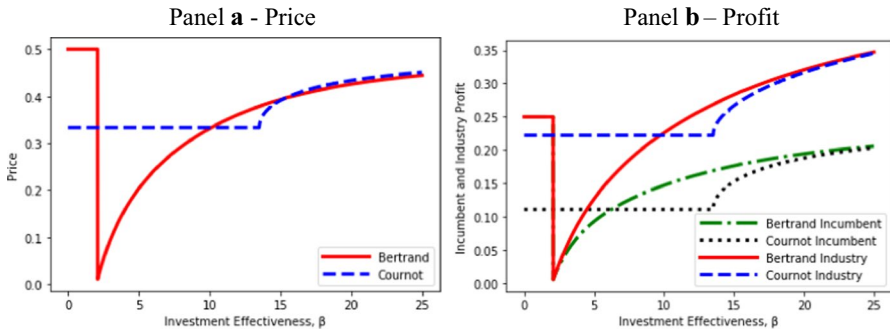 Panel a - Price
0.5
0.4
0.3
0.2
0.1
0.0
Price
0 5 10 15 20 25
Investment Effectiveness, β
Bertrand
Cournot
Panel b – Profit
0.35
0.30
0.25
0.20
0.15
0.10
0.05
0.00
Incumbent and Industry Profit
0 5 10 15 20 25
Investment Effectiveness, β
Bertrand Incumbent
Cournot Incumbent
Bertrand Industry
Cournot Industry